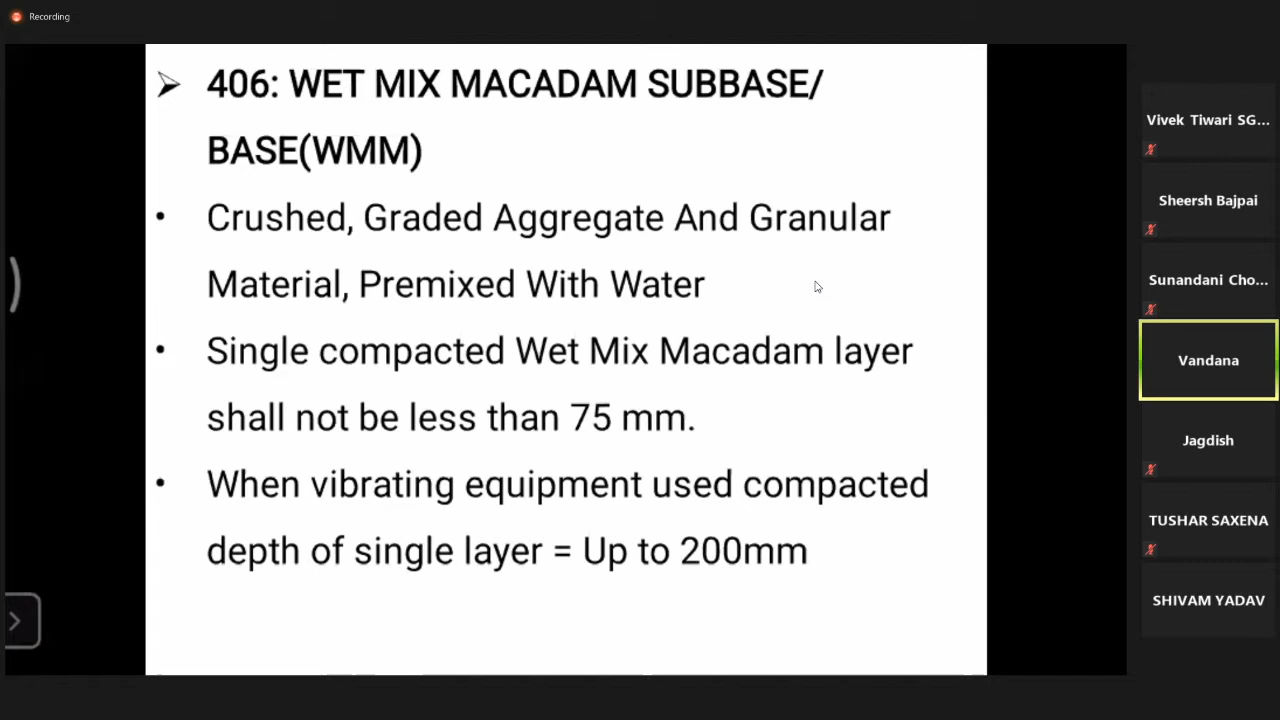 Recording
406: WET MIX MACADAM SUBBASE/
BASE(WMM)
Crushed, Graded Aggregate And Granular
Material, Premixed With Water
Single compacted Wet Mix Macadam layer
shall not be less than 75 mm.
When vibrating equipment used compacted
depth of single layer = Up to 200mm
Vivek Tiwari SG...
Sheersh Bajpai
Sunandani Cho...
Vandana
Jagdish
TUSHAR SAXENA
SHIVAM YADAV